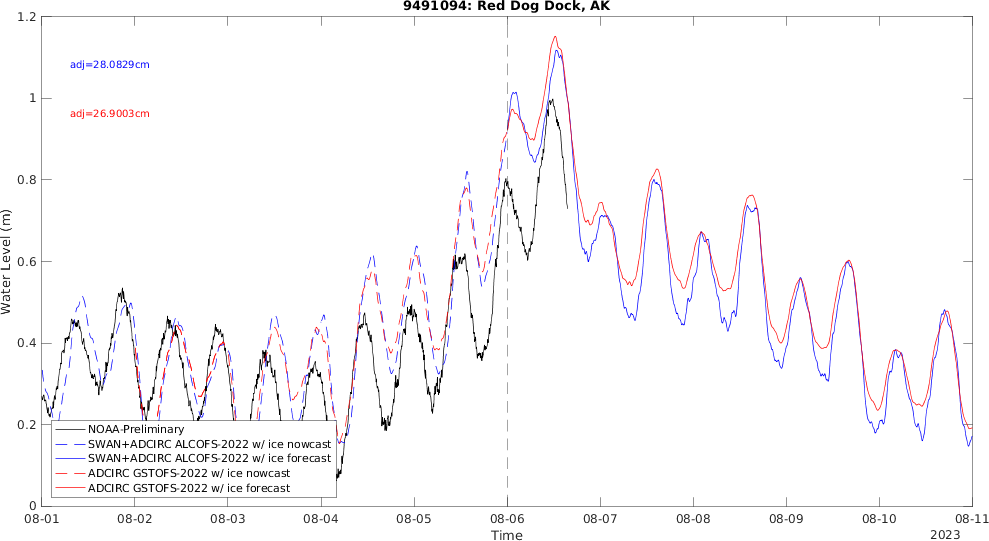 9491094: Red Dog Dock, AK
1.2
1
0.8
0.6
0.4
0.2
0
Water Level (m)
adj=28.0829cm
adj=26.9003cm
NOAA-Preliminary
SWAN+ADCIRC ALCOFS-2022 w/ ice nowcast
SWAN+ADCIRC ALCOFS-2022 w/ ice forecast
ADCIRC GSTOFS-2022 w/ ice nowcast
ADCIRC GSTOFS-2022 w/ ice forecast
08-01 08-02 08-03 08-04 08-05 08-06 08-07 08-08 08-09 08-10 08-11
Time
2023